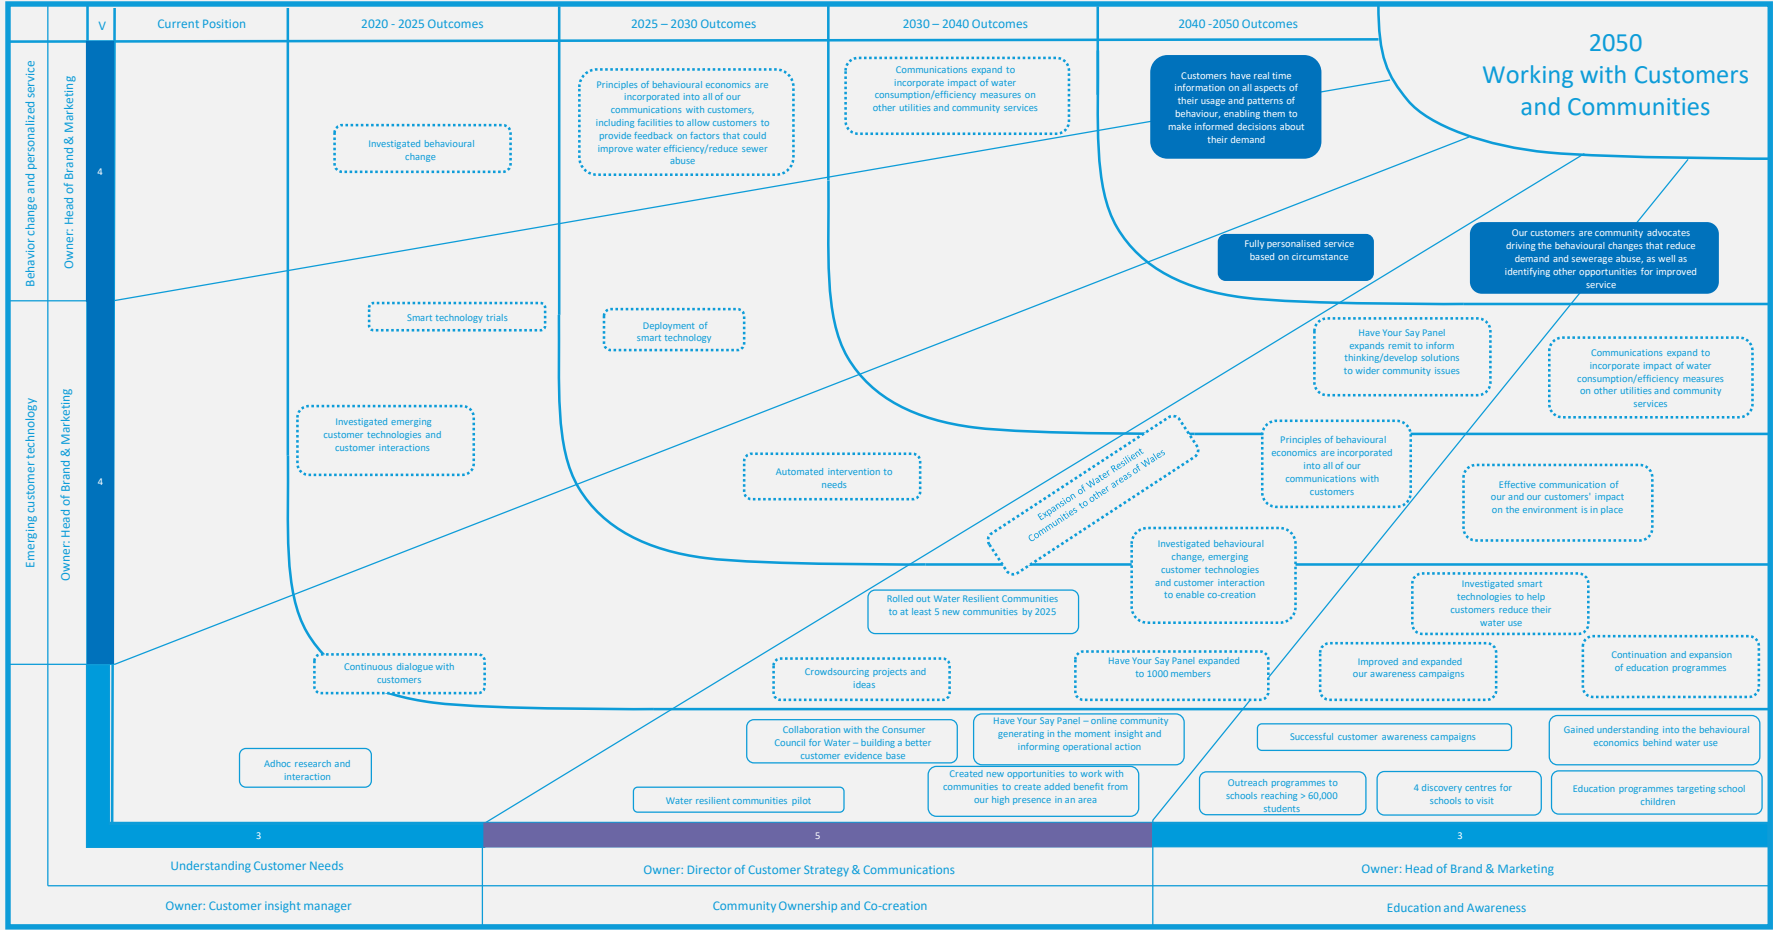 V
Current Position
2020 - 2025 Outcomes
2025 – 2030 Outcomes
2030 – 2040 Outcomes
2040 -2050 Outcomes
2050
Working with Customers
and Communities
Behavior change and personalized service
Owner: Head of Brand & Marketing
4
Investigated behavioural
change
Principles of behavioural economics are
incorporated into all of our
communications with customers,
including facilities to allow customers to
provide feedback on factors that could
improve water efficiency/reduce sewer
abuse
Communications expand to
incorporate impact of water
consumption/efficiency measures on
other utilities and community services
Customers have real time
information on all aspects of
their usage and patterns of
behaviour, enabling them to
make informed decisions about
their demand
Fully personalised service
based on circumstance
Our customers are community advocates
driving the behavioural changes that reduce
demand and sewerage abuse, as well as
identifying other opportunities for improved
service
Emerging customer technology
Owner: Head of Brand & Marketing
4
Smart technology trials
Deployment of
smart technology
Have Your Say Panel
expands remit to inform
thinking/develop solutions
to wider community issues
Communications expand to
incorporate impact of water
consumption/efficiency measures
on other utilities and community
services
Investigated emerging
customer technologies and
customer interactions
Automated intervention to
needs
Expansion of Water Resilient
Communities to other areas of Wales
Principles of behavioural
economics are incorporated
into all of our
communications with
customers
Effective communication of
our and our customers' impact
on the environment is in place
Investigated behavioural
change, emerging
customer technologies
and customer interaction
to enable co-creation
Rolled out Water Resilient Communities
to at least 5 new communities by 2025
Investigated smart
technologies to help
customers reduce their
water use
Continuous dialogue with
customers
Crowdsourcing projects and
ideas
Have Your Say Panel expanded
to 1000 members
Improved and expanded
our awareness campaigns
Continuation and expansion
of education programmes
Adhoc research and
interaction
Collaboration with the Consumer
Council for Water – building a better
customer evidence base
Have Your Say Panel – online community
generating in the moment insight and
informing operational action
Successful customer awareness campaigns
Gained understanding into the behavioural
economics behind water use
Water resilient communities pilot
Created new opportunities to work with
communities to create added benefit from
our high presence in an area
Outreach programmes to
schools reaching > 60,000
students
4 discovery centres for
schools to visit
Education programmes targeting school
children
3
5
3
Understanding Customer Needs
Owner: Director of Customer Strategy & Communications
Owner: Head of Brand & Marketing
Owner: Customer insight manager
Community Ownership and Co-creation
Education and Awareness